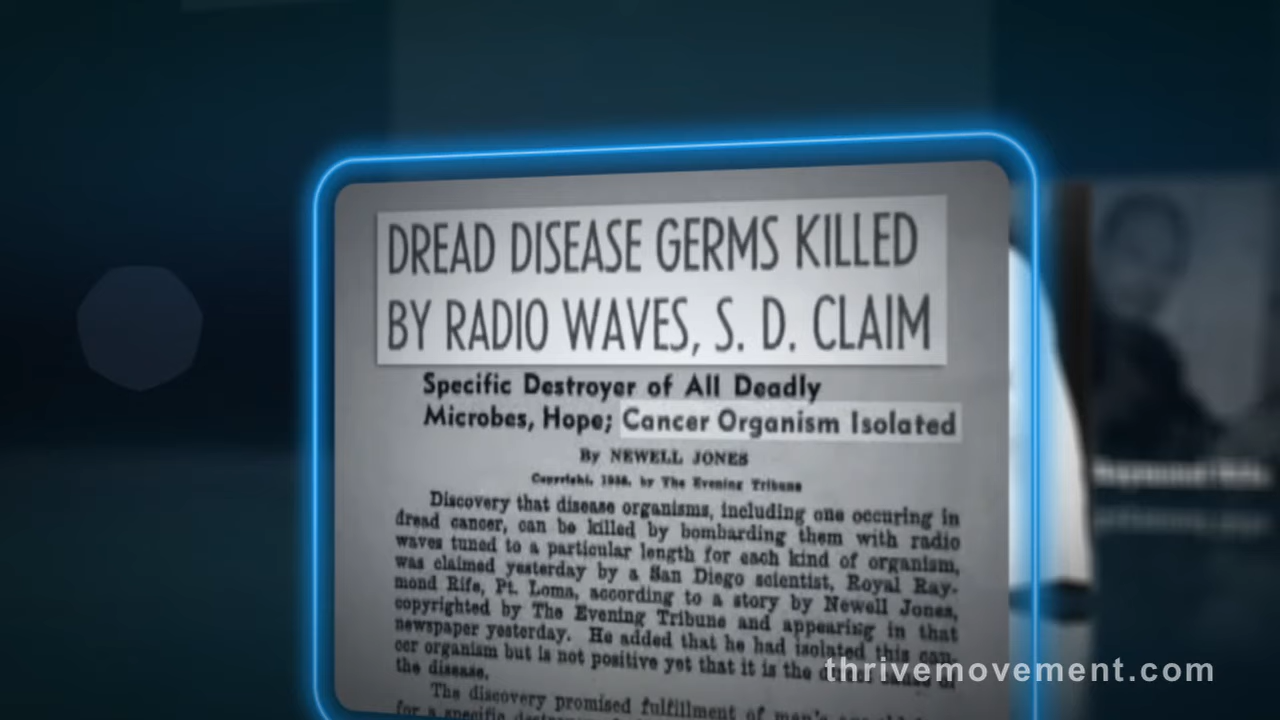 DREAD DISEASE GERMS KILLED
BY RADIO WAVES, S. D. CLAIM
Specific Destroyer of All Deadly
Microbes, Hope; Cancer Organism Isolated
By NEWELL JONES
Copyright, 1938, by The Evening Tribune
Discovery that disease organisms, including one occuring in
dread cancer, can be killed by bombarding them with radio
waves tuned to a particular length for each kind of organism,
was claimed yesterday by a San Diego scientist, Royal Ray-
mond Rife, Pt. Loma, according to a story by Newell Jones,
copyrighted by The Evening Tribune and appearing in that
newspaper yesterday. He added that he had isolated this can-
cer organism but is not positive yet that it is the of
the disease.
The discovery promised fulfillment of man's
for a specific
thrivemovement.com